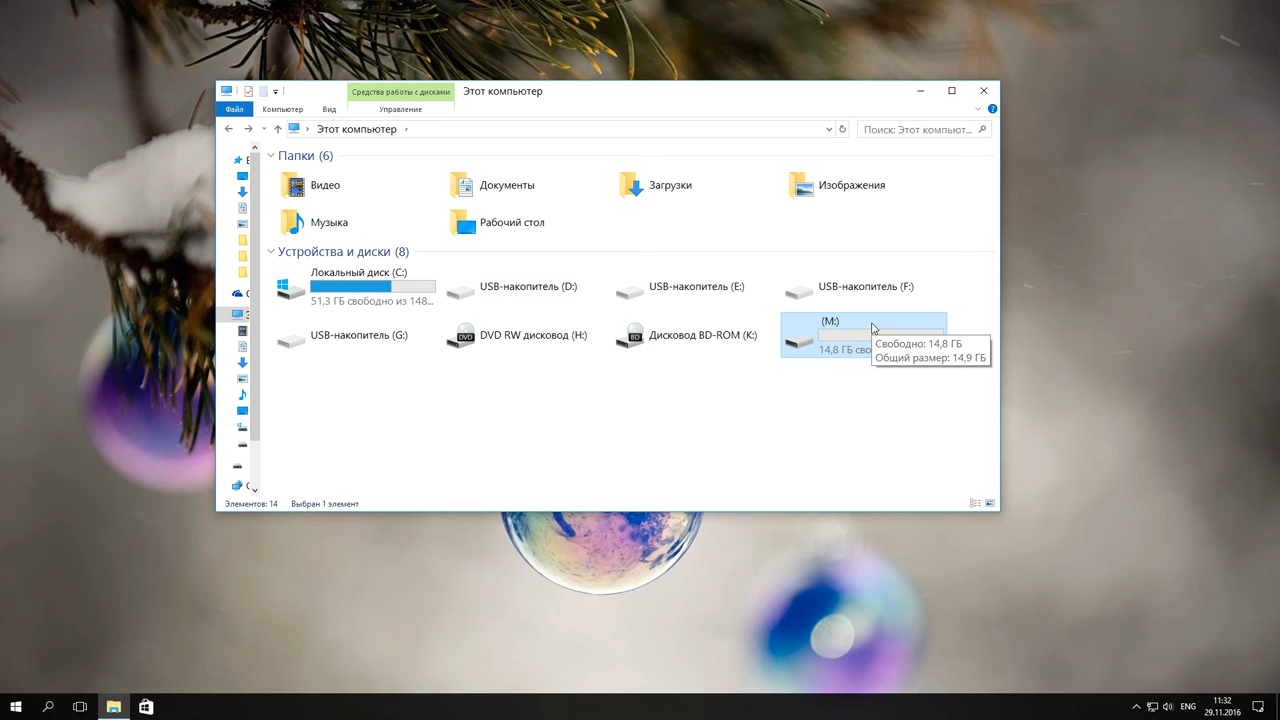 Средства работы с дисками
Этот компьютер
Файл
Компьютер
Вид
Управление
Этот компьютер
Поиск: Этот компьют...
Папки (6)
Видео
Документы
Загрузки
Изображения
Музыка
Рабочий стол
Устройства и диски (8)
Локальный диск (C:)
51,3 ГБ свободно из 148...
USB-накопитель (D:)
USB-накопитель (E:)
USB-накопитель (F:)
USB-накопитель (G:)
DVD
DVD RW дисковод (H:)
BD
Дисковод BD-ROM (K:)
(M:)
14,8 ГБ сво
Свободно: 14,8 ГБ
Общий размер: 14,9 ГБ
Элементов: 14
Выбран 1 элемент
ENG
11:32
29.11.2016